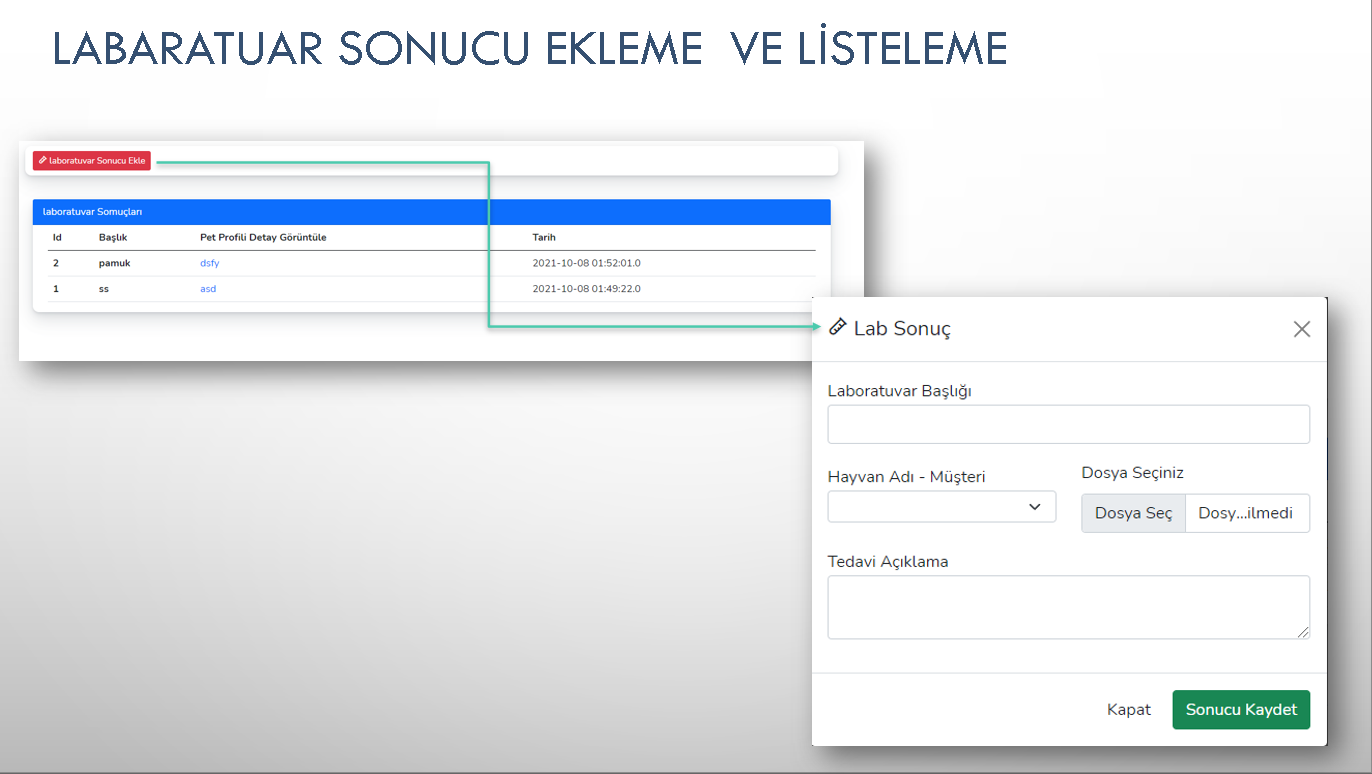 LABARATUAR SONUCU EKLEME VE LİSTELEME
laboratuvar Sonucu Ekle
laboratuvar Somuçları
Id Başlık Pet Profili Detay Görüntüle Tarih
2 pamuk dsfy 2021-10-08 01:52:01.0
1 ss asd 2021-10-08 01:49:22.0
Lab Sonuç
Laboratuvar Başlığı
Hayvan Adı - Müşteri Dosya Seçiniz
Dosya Seç Dosy...ilmedi
Tedavi Açıklama
Kapat Sonucu Kaydet